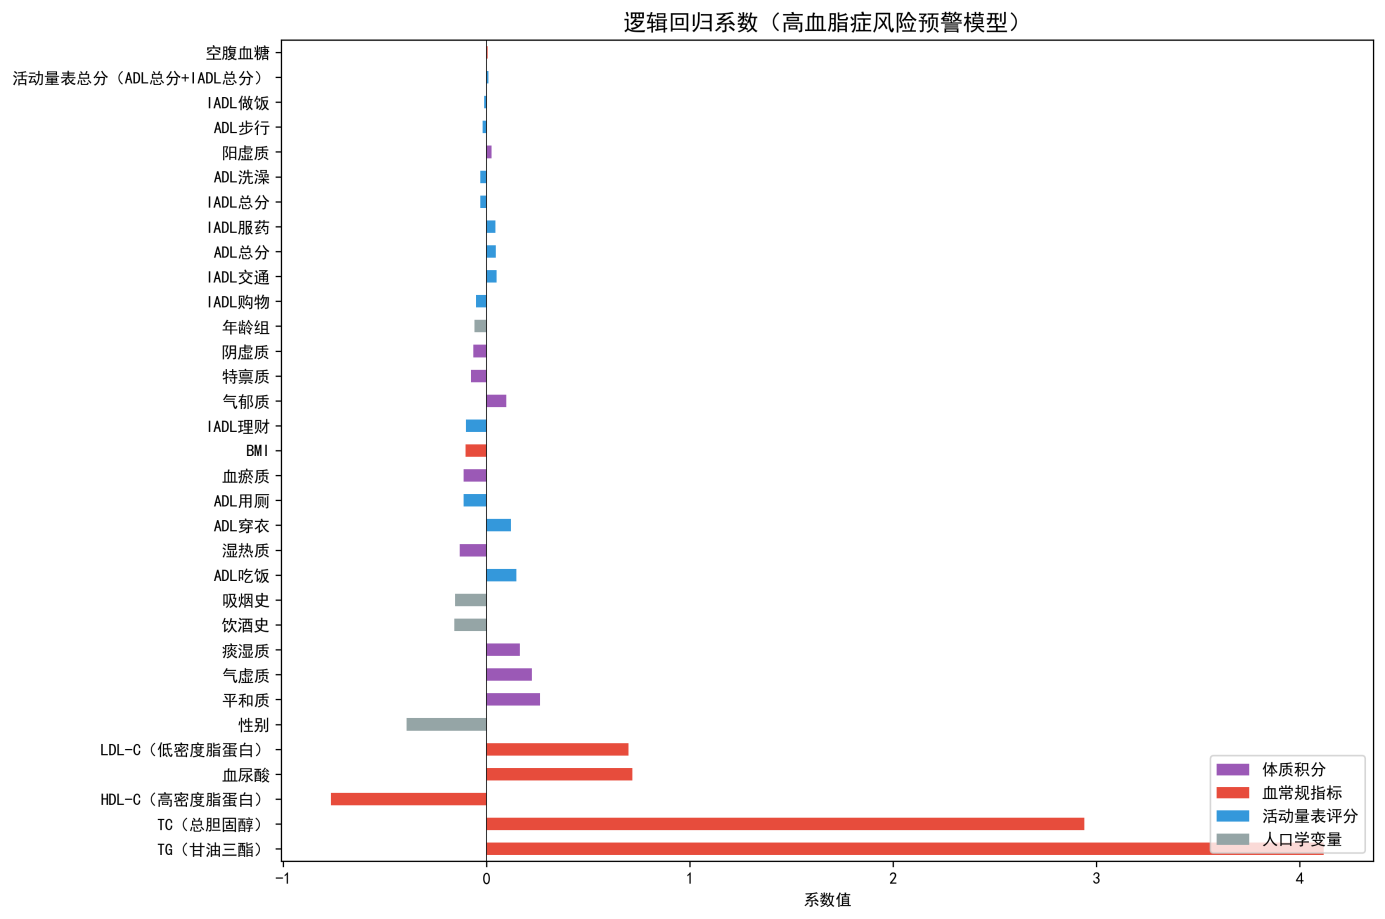 逻辑回归系数（高血脂症风险预警模型）
空腹血糖
活动量表总分（ADL总分+IADL总分）
IADL做饭
ADL步行
阳虚质
ADL洗澡
IADL总分
IADL服药
ADL总分
IADL交通
IADL购物
年龄组
阴虚质
特禀质
气郁质
IADL理财
BMI
血瘀质
ADL用厕
ADL穿衣
湿热质
ADL吃饭
吸烟史
饮酒史
痰湿质
气虚质
平和质
性别
LDL-C（低密度脂蛋白）
血尿酸
HDL-C（高密度脂蛋白）
TC（总胆固醇）
TG（甘油三酯）
体质积分
血常规指标
活动量表评分
人口学变量
−1 0 1 2 3 4
系数值